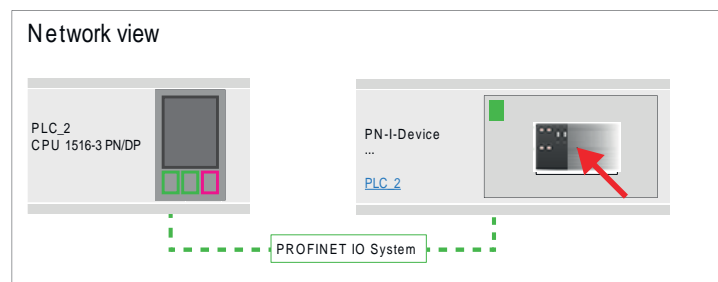 Network view
PLC_2
CPU 1516-3 PN/DP
PN-I-Device
...
PLC_2
PROFINET IO System